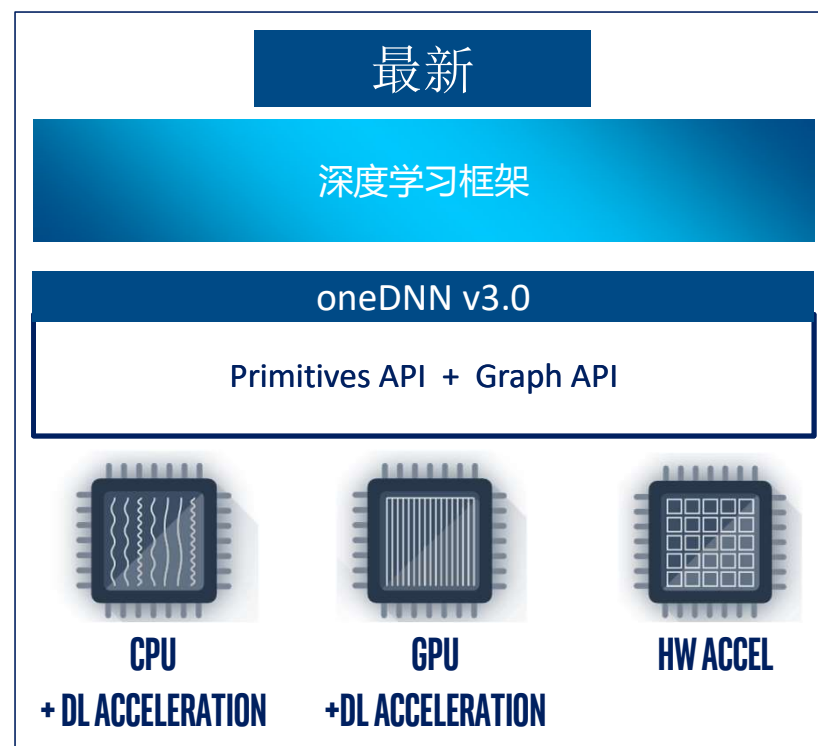 最新
深度学习框架
oneDNN v3.0
Primitives API + Graph API
CPU
+ DL ACCELERATION
GPU
+DL ACCELERATION
HW ACCEL